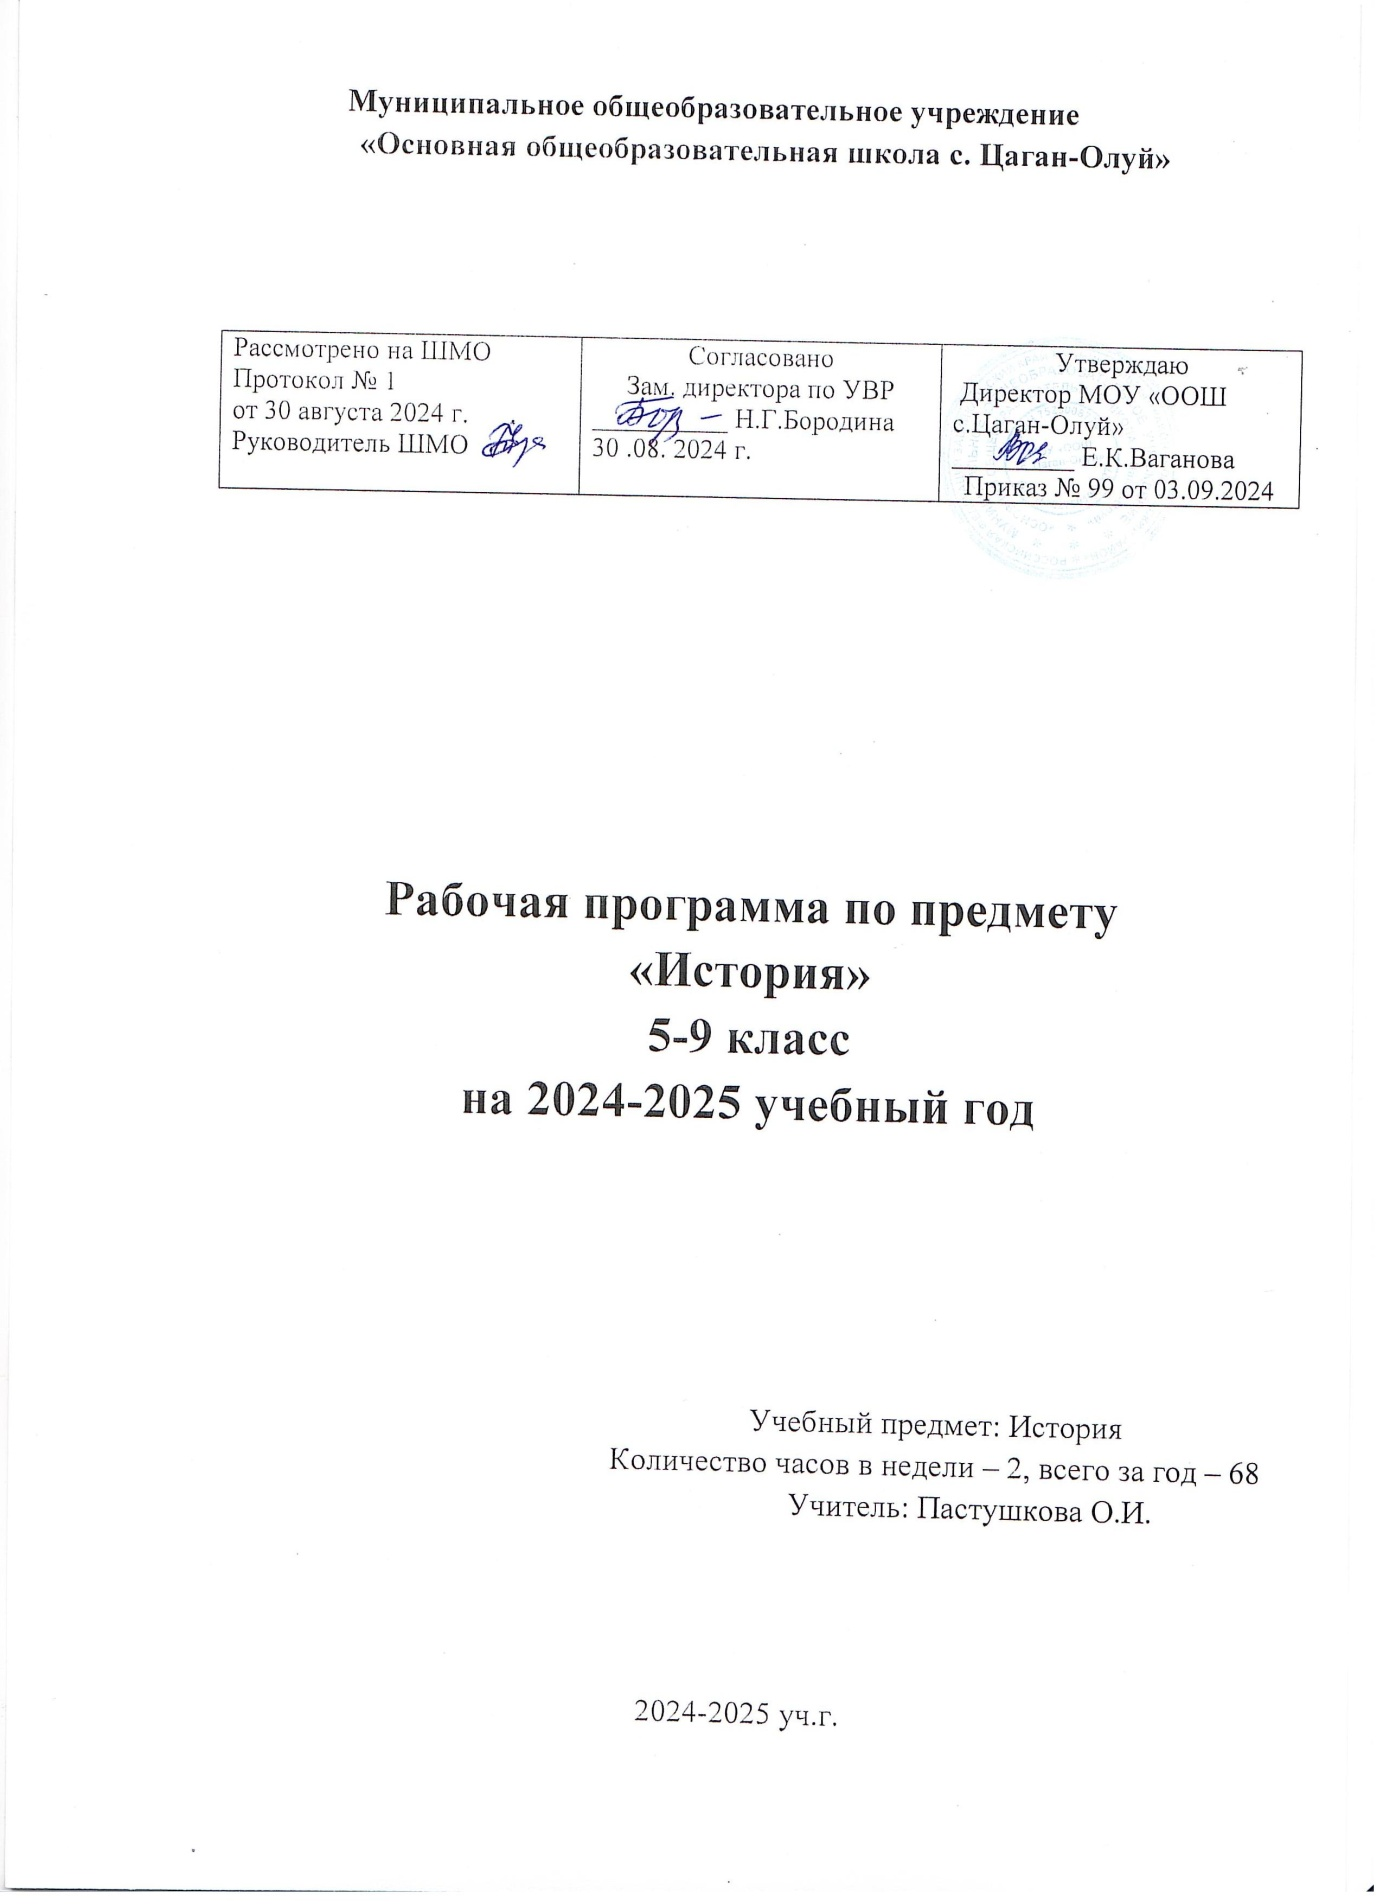 Муниципальное общеобразовательное учреждение
«Основная общеобразовательная школа с. Цаган-Олуй»
Рассмотрено на ШМО
Протокол № 1
от 30 августа 2024 г.
Руководитель ШМО
Согласовано
Зам. директора по УВР
__________ Н.Г.Бородина
30 .08. 2024 г.
Утверждаю
Директор МОУ «ООШ
с.Цаган-Олуй»
_________ Е.К.Ваганова
Приказ № 99 от 03.09.2024
Рабочая программа по предмету
«История»
5-9 класс
на 2024-2025 учебный год
Учебный предмет: История
Количество часов в недели – 2, всего за год – 68
Учитель: Пастушкова О.И.
2024-2025 уч.г.